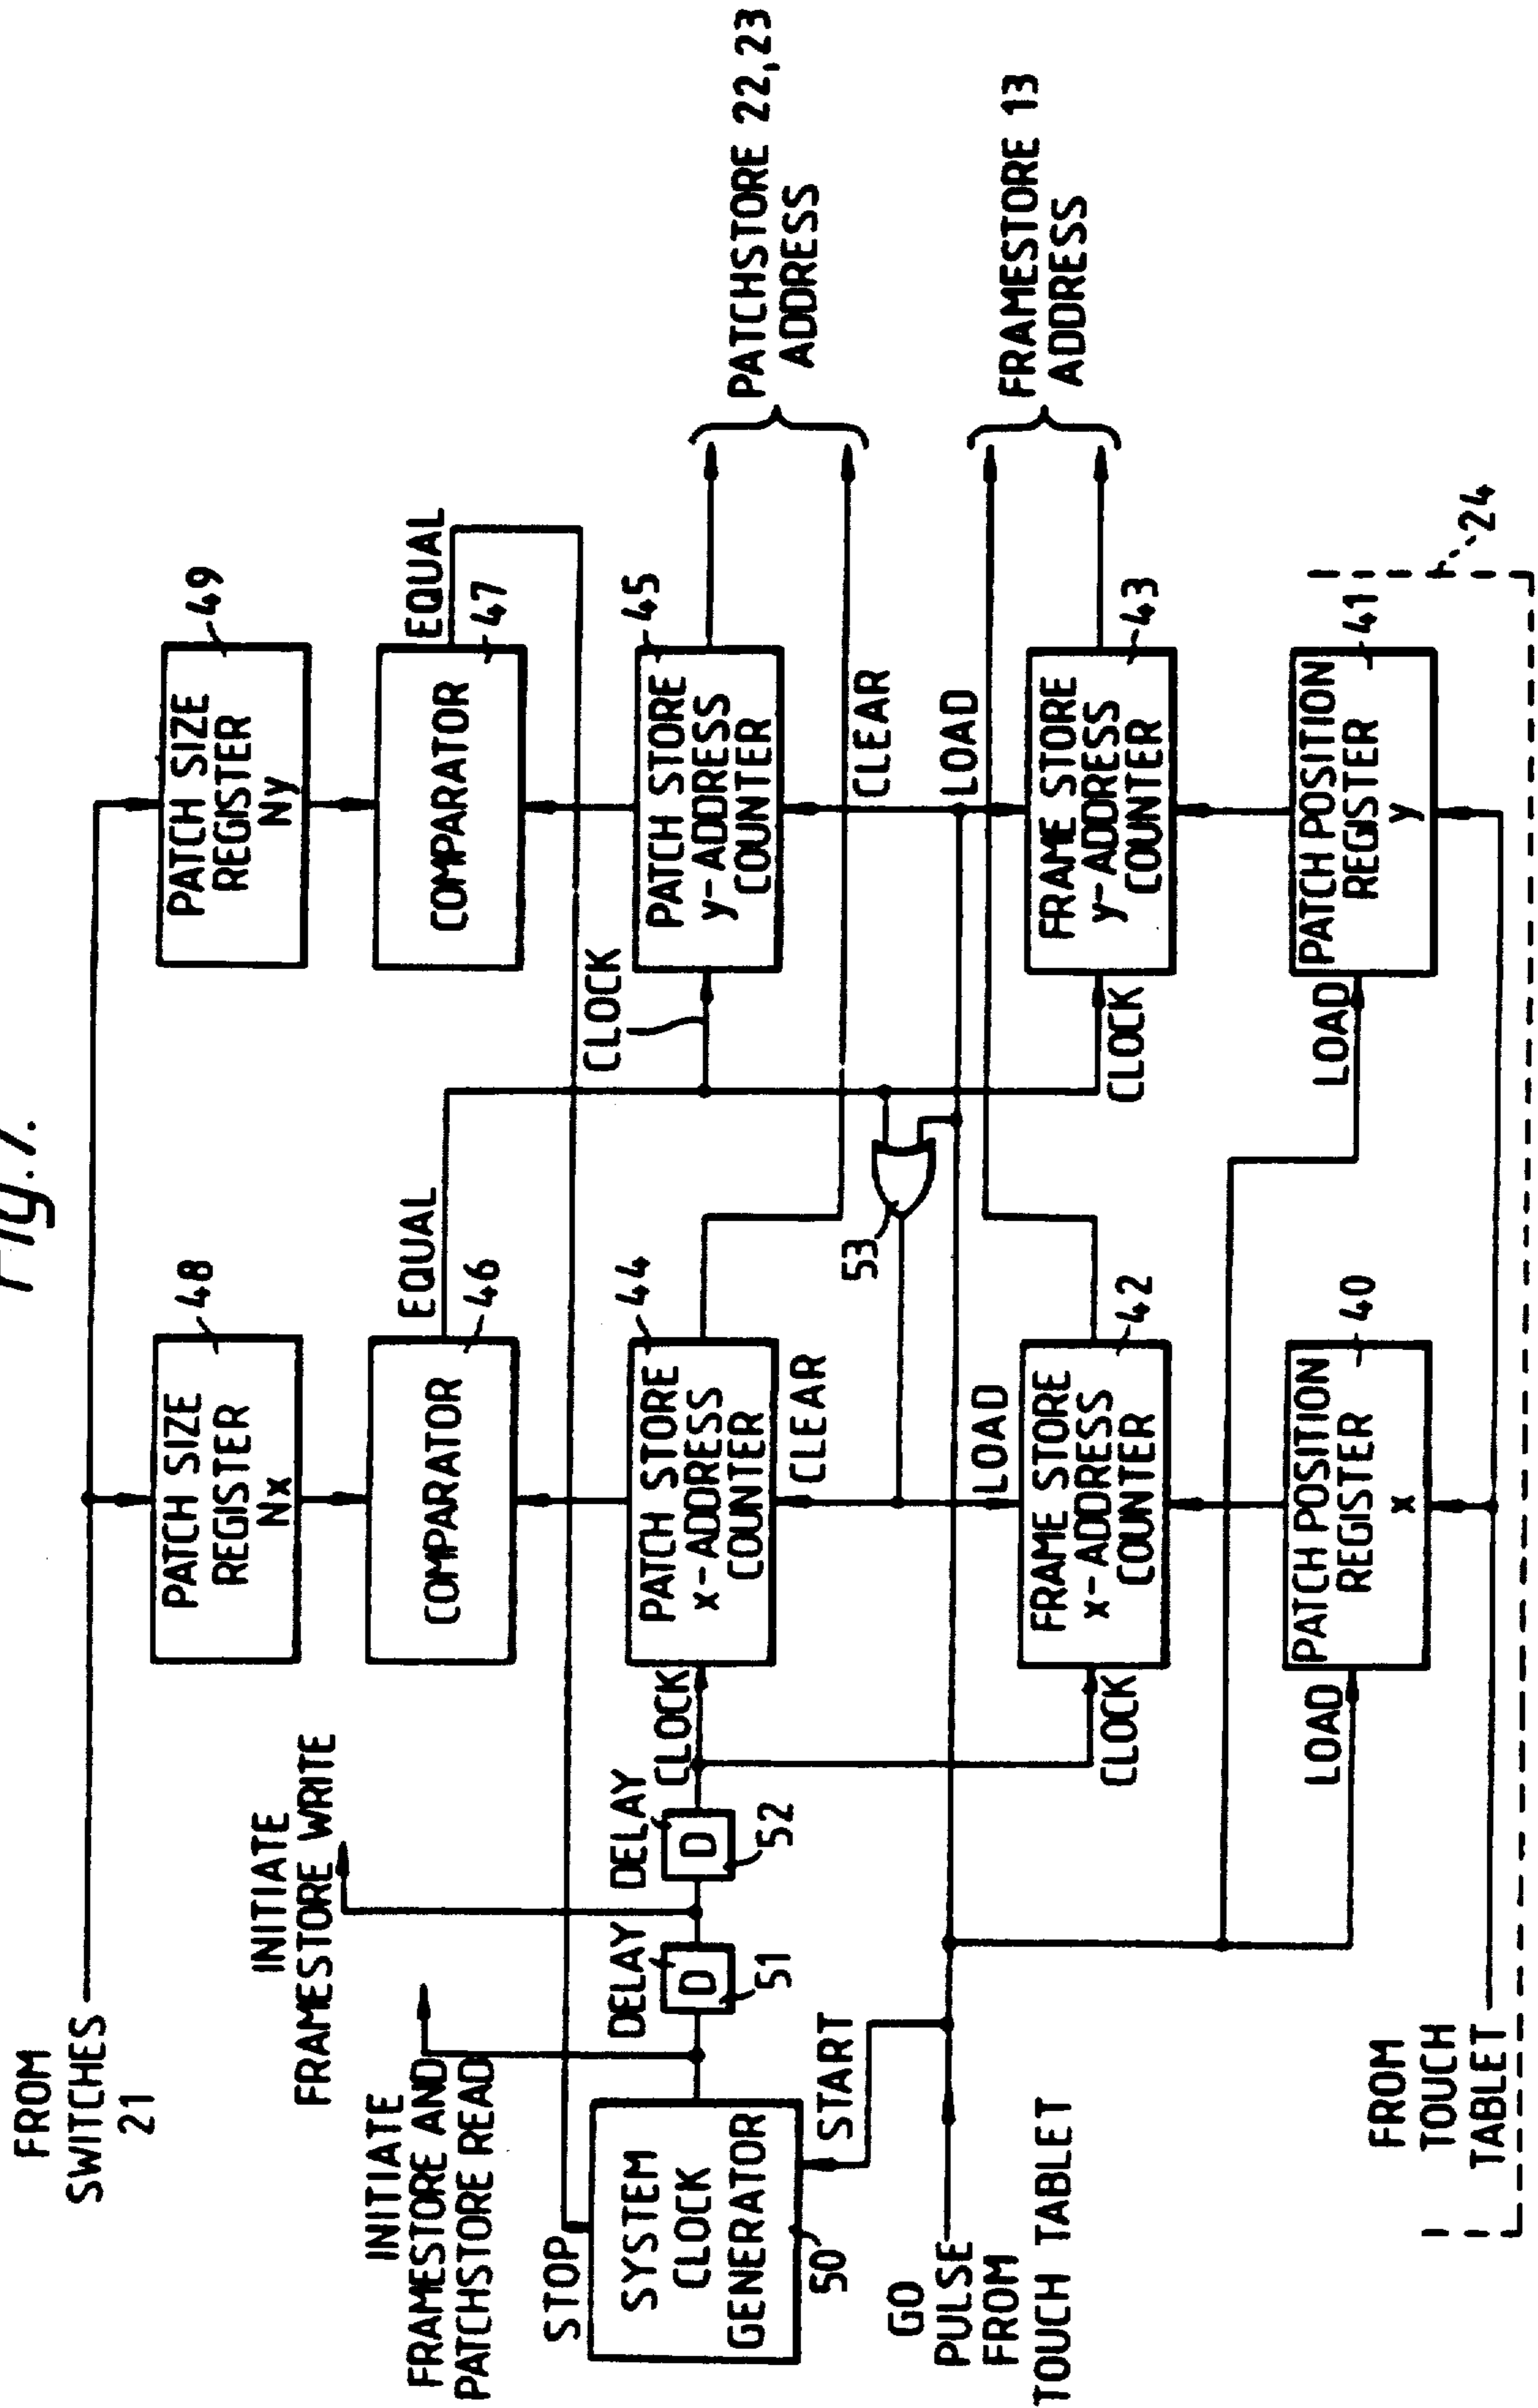 Fig.7.
FROM
SWITCHES
21
PATCH SIZE
REGISTER
Nx
48
PATCH SIZE
REGISTER
Ny
49
INITIATE
FRAMESTORE WRITE
COMPARATOR
46
EQUAL
COMPARATOR
47
EQUAL
INITIATE
FRAMESTORE AND
PATCHSTORE READ
STOP
SYSTEM
CLOCK
GENERATOR
50
START
DELAY
D
51
DELAY
D
52
CLOCK
PATCH STORE
x-ADDRESS
COUNTER
44
CLEAR
CLOCK
PATCH STORE
y-ADDRESS
COUNTER
45
CLEAR
PATCHSTORE 22,23
ADDRESS
53
GO
PULSE
FROM
TOUCH TABLET
LOAD
CLOCK
FRAME STORE
x-ADDRESS
COUNTER
42
LOAD
CLOCK
FRAME STORE
y-ADDRESS
COUNTER
43
FRAMESTORE 13
ADDRESS
LOAD
PATCH POSITION
REGISTER
x
40
LOAD
PATCH POSITION
REGISTER
y
41
FROM
TOUCH
TABLET
24